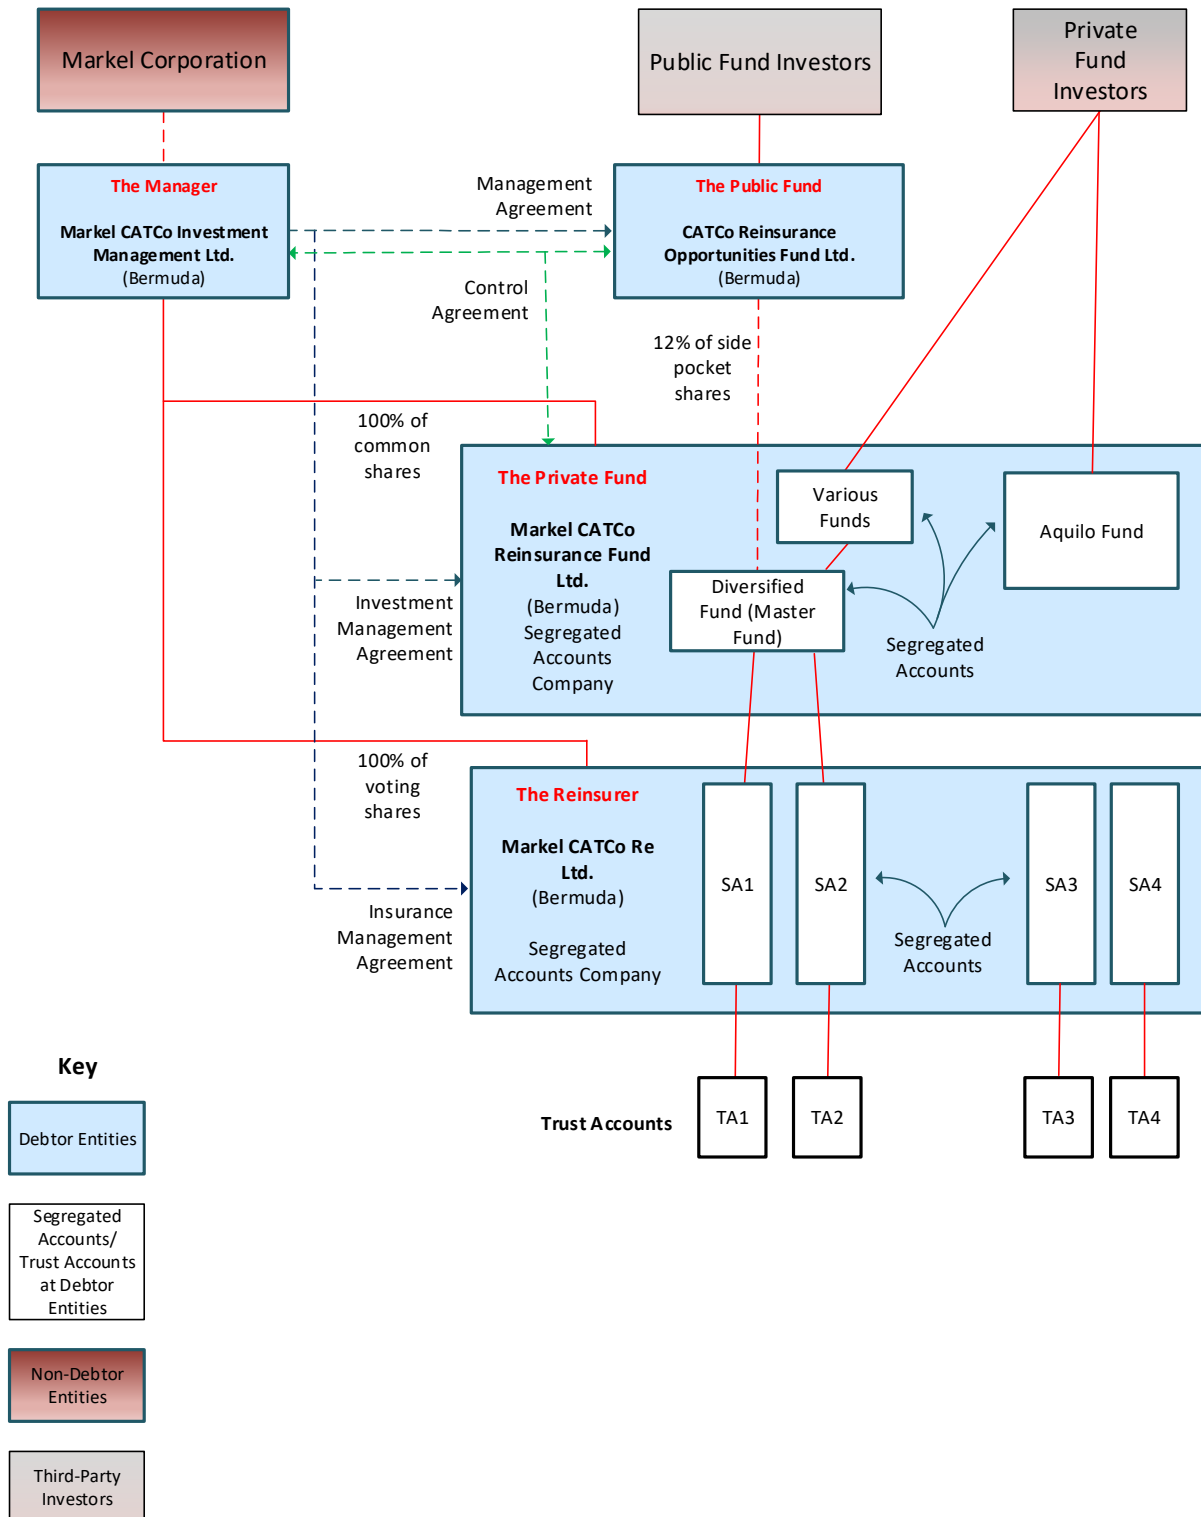 Markel Corporation
Public Fund Investors
Private
Fund
Investors
The Manager
Markel CATCo Investment
Management Ltd.
(Bermuda)
Management
Agreement
The Public Fund
CATCo Reinsurance
Opportunities Fund Ltd.
(Bermuda)
Control
Agreement
12% of side
pocket
shares
100% of
common
shares
The Private Fund
Markel CATCo
Reinsurance Fund
Ltd.
(Bermuda)
Segregated
Accounts
Company
Various
Funds
Aquilo Fund
Diversified
Fund (Master
Fund)
Segregated
Accounts
Investment
Management
Agreement
100% of
voting
shares
The Reinsurer
Markel CATCo Re
Ltd.
(Bermuda)
Segregated
Accounts Company
SA1
SA2
SA3
SA4
Segregated
Accounts
Insurance
Management
Agreement
Trust Accounts
TA1
TA2
TA3
TA4
Key
Debtor Entities
Segregated
Accounts/
Trust Accounts
at Debtor
Entities
Non-Debtor
Entities
Third-Party
Investors